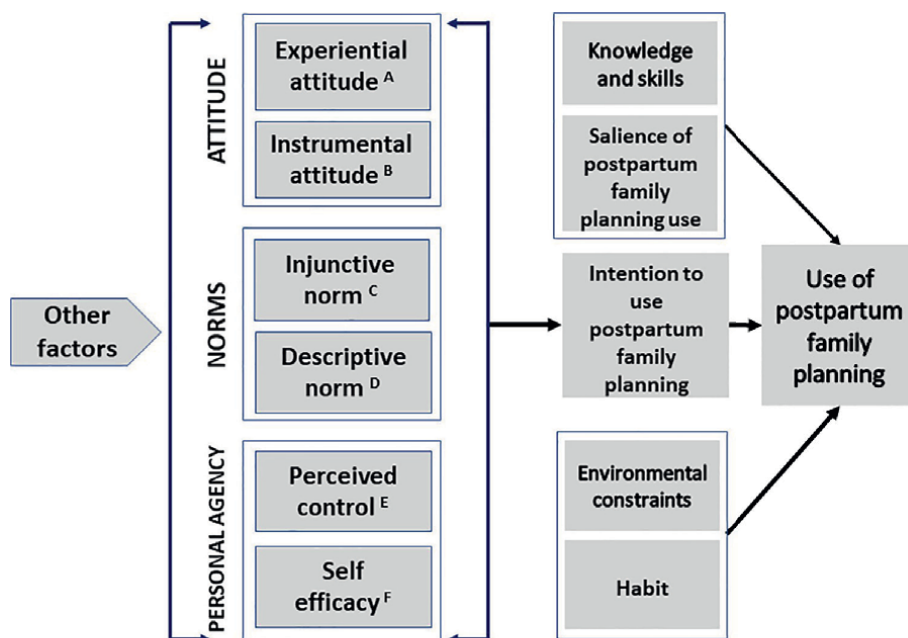 Other
factors
ATTITUDE
Experiential
attitude A
Instrumental
attitude B
NORMS
Injunctive
norm C
Descriptive
norm D
PERSONAL AGENCY
Perceived
control E
Self
efficacy F
Knowledge
and skills
Salience of
postpartum
family
planning use
Intention to
use
postpartum
family
planning
Environmental
constraints
Habit
Use of
postpartum
family
planning